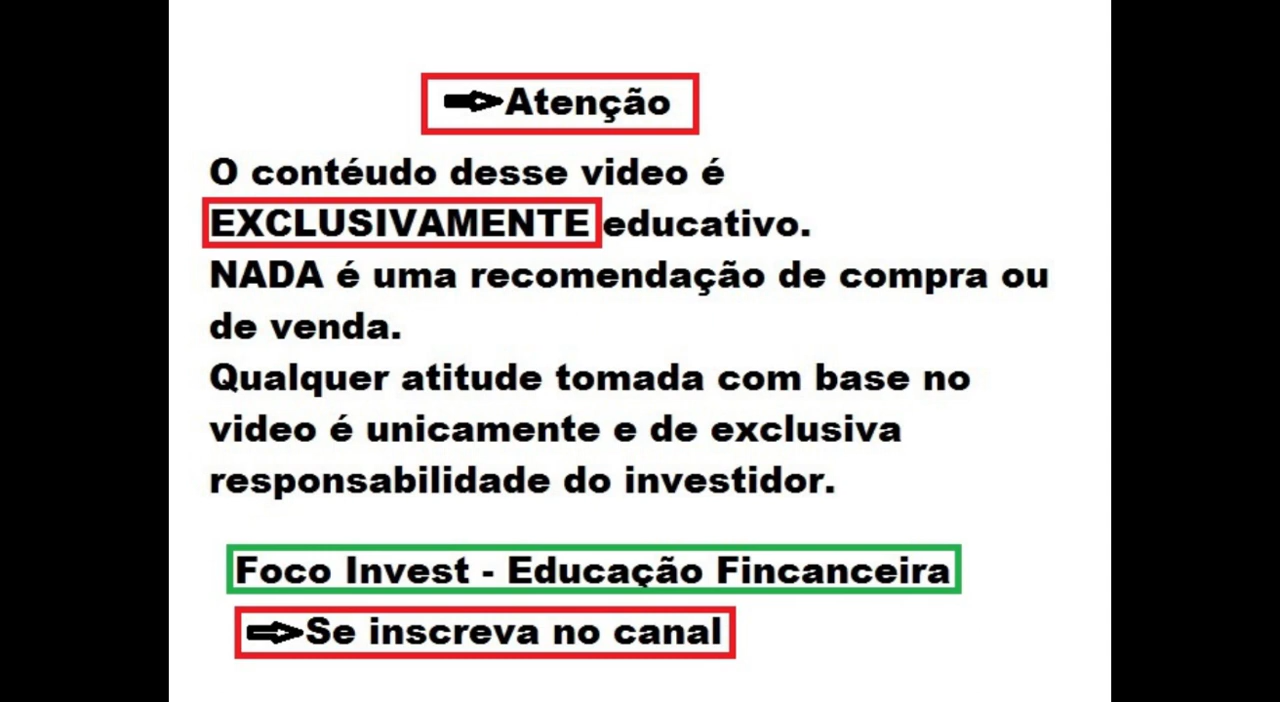 Atenção
O contéudo desse video é
EXCLUSIVAMENTE educativo.
NADA é uma recomendação de compra ou
de venda.
Qualquer atitude tomada com base no
video é unicamente e de exclusiva
responsabilidade do investidor.
Foco Invest - Educação Fincanceira
Se inscreva no canal